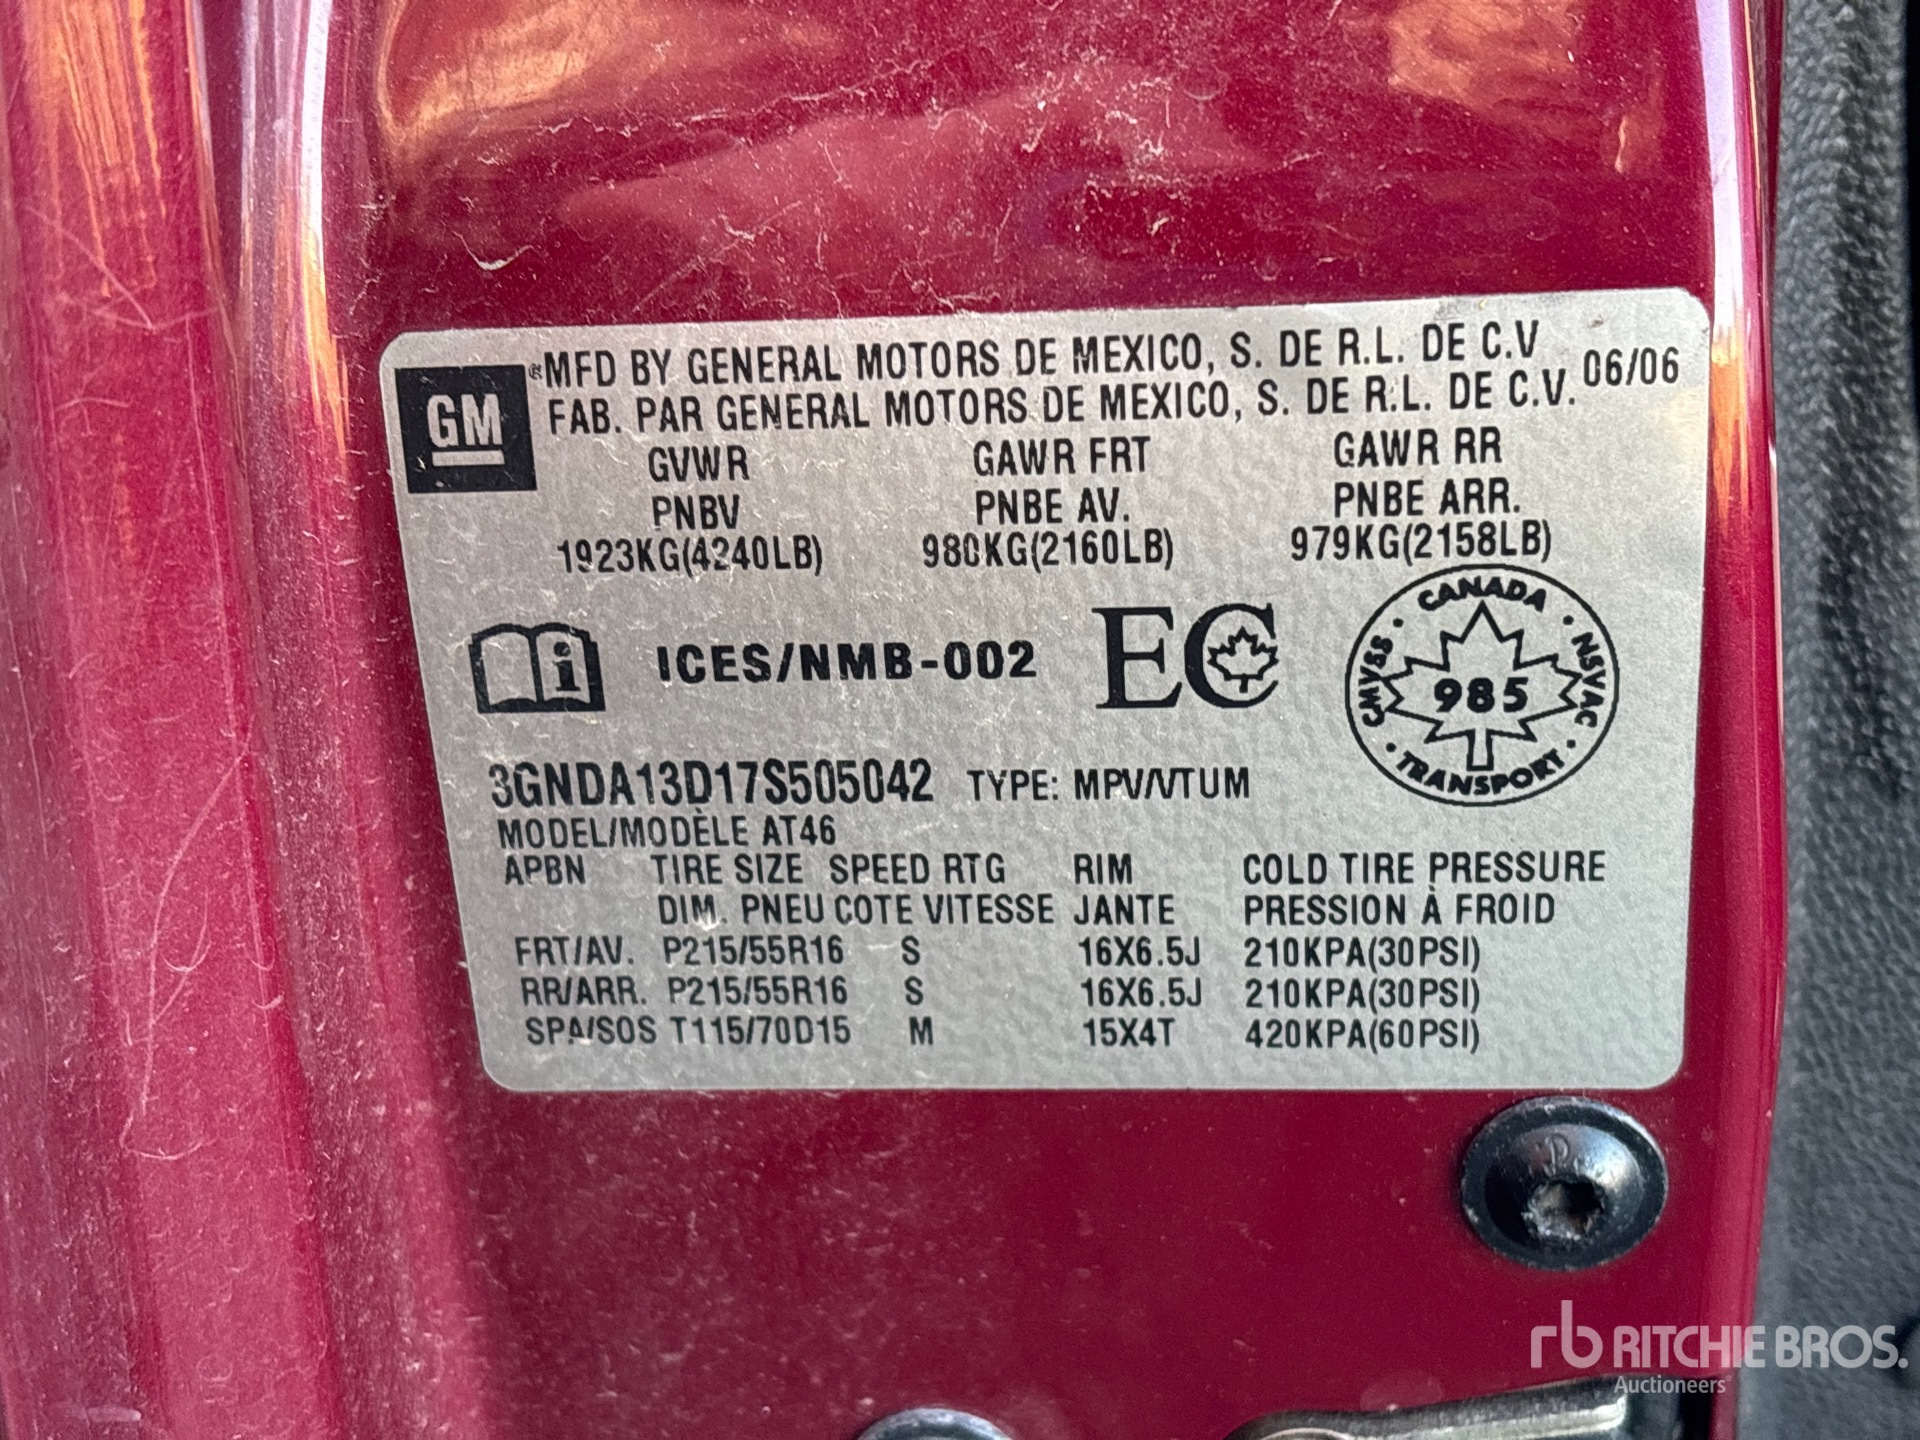 MFD BY GENERAL MOTORS DE MEXICO, S. DE R.L. DE C.V
FAB. PAR GENERAL MOTORS DE MEXICO, S. DE R.L. DE C.V. 06/06
GM
GVWR GAWR FRT GAWR RR
PNBV PNBE AV. PNBE ARR.
1923KG(4240LB) 980KG(2160LB) 979KG(2158LB)
i ICES/NMB-002 EC
CANADA · NSVAC · TRANSPORT · CMVSS ·
985
3GNDA13D17S505042 TYPE: MPV/VTUM
MODEL/MODÈLE AT46
APBN TIRE SIZE SPEED RTG RIM COLD TIRE PRESSURE
DIM. PNEU COTE VITESSE JANTE PRESSION À FROID
FRT/AV. P215/55R16 S 16X6.5J 210KPA(30PSI)
RR/ARR. P215/55R16 S 16X6.5J 210KPA(30PSI)
SPA/SOS T115/70D15 M 15X4T 420KPA(60PSI)
rb RITCHIE BROS.
Auctioneers